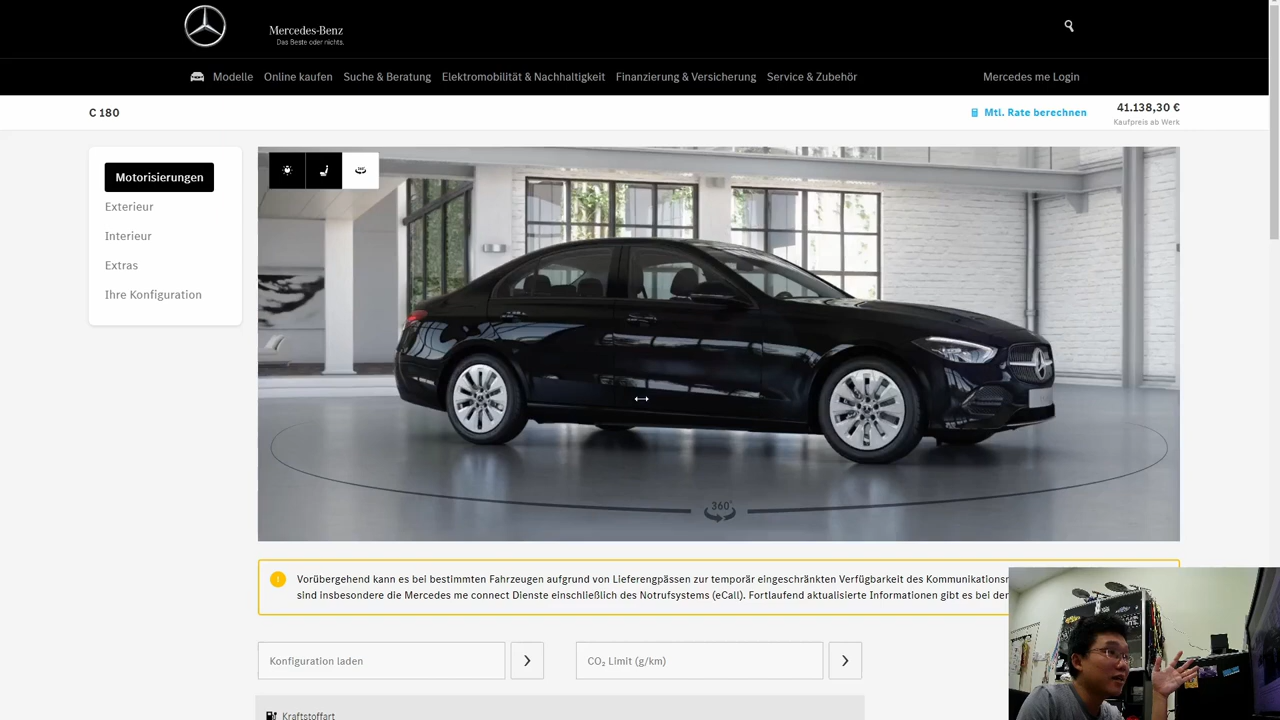 Mercedes-Benz
Das Beste oder nichts.
Modelle Online kaufen Suche & Beratung Elektromobilität & Nachhaltigkeit Finanzierung & Versicherung Service & Zubehör Mercedes me Login
C 180
Mtl. Rate berechnen
41.138,30 €
Kaufpreis ab Werk
Motorisierungen
Exterieur
Interieur
Extras
Ihre Konfiguration
360°
360°
! Vorübergehend kann es bei bestimmten Fahrzeugen aufgrund von Lieferengpässen zur temporär eingeschränkten Verfügbarkeit des
sind insbesondere die Mercedes me connect Dienste einschließlich des Notrufsystems (eCall). Fortlaufend aktualisierte Informationen gibt es bei
Konfiguration laden
CO₂ Limit (g/km)
Kraftstoffart